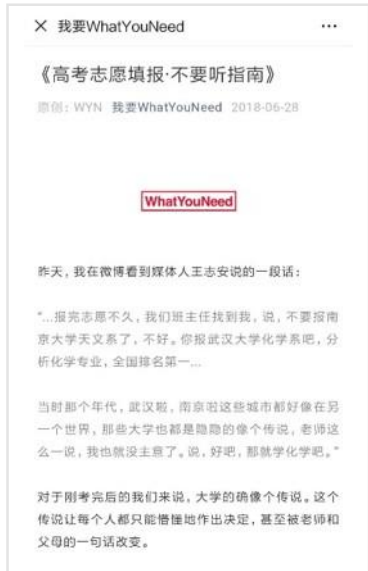 我要WhatYouNeed
《高考志愿填报·不要听指南》
原创：WYN 我要WhatYouNeed 2018-06-28
WhatYouNeed
昨天，我在微博看到媒体人王志安说的一段话：
“...报完志愿不久，我们班主任找到我，说，不要报南
京大学天文系了，不好。你报武汉大学化学系吧，分
析化学专业，全国排名第一...
当时那个年代，武汉啦，南京啦这些城市都好像在另
一个世界，那些大学也都是隐隐的像个传说，老师这
么一说，我也就没主意了。说，好吧，那就学化学吧。”
对于刚考完后的我们来说，大学的确像个传说。这个
传说让每个人都只能懵懂地作出决定，甚至被老师和
父母的一句话改变。